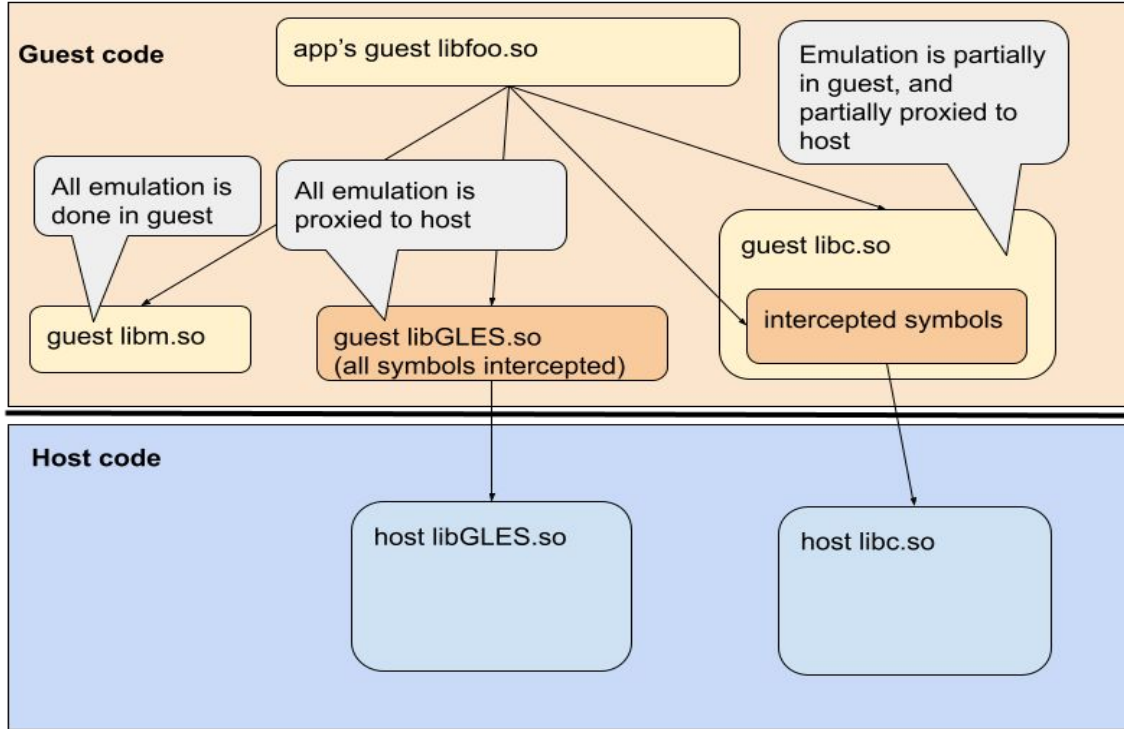 Guest code
app's guest libfoo.so
Emulation is partially
in guest, and
partially proxied to
host
All emulation is
done in guest
All emulation is
proxied to host
guest libc.so
intercepted symbols
guest libm.so
guest libGLES.so
(all symbols intercepted)
Host code
host libGLES.so
host libc.so